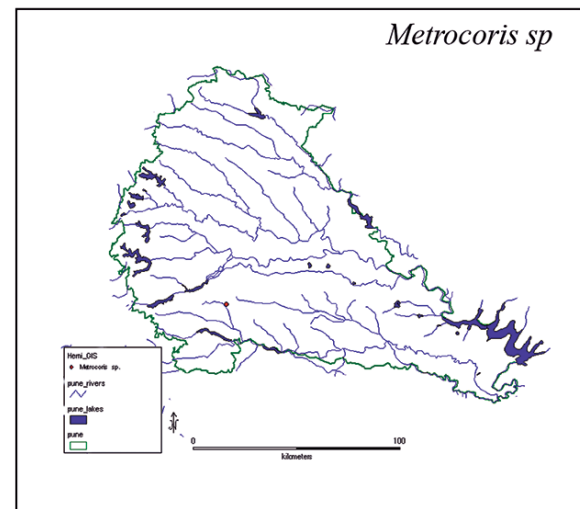 Metrocoris sp
Hemi_GIS
Metrocoris sp.
pune_rivers
pune_lakes
pune
0 100
kilometers